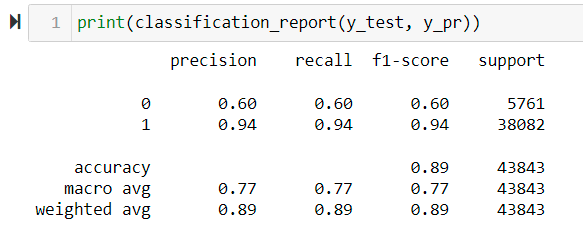 1 print(classification_report(y_test, y_pr))
precision recall f1-score support
0 0.60 0.60 0.60 5761
1 0.94 0.94 0.94 38082
accuracy 0.89 43843
macro avg 0.77 0.77 0.77 43843
weighted avg 0.89 0.89 0.89 43843